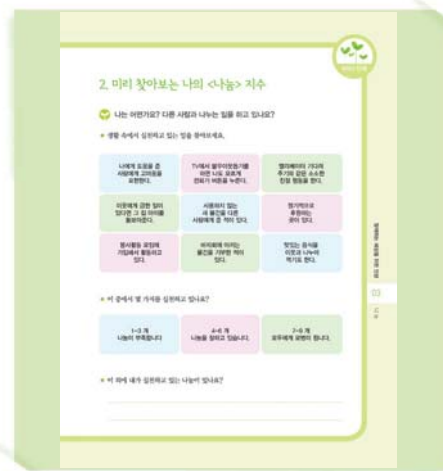 2. 미리 찾아보는 나의 <나눔> 지수
나는 어떤가요? 다른 사람과 나누는 일을 하고 있나요?
• 생활 속에서 실천하고 있는 일을 찾아보세요.
나에게 도움을 준
사람에게 고마움을
표현한다.
TV에서 불우이웃돕기를
하면 나도 모르게
전화기 버튼을 누른다.
엘리베이터 기다려
주기와 같은 소소한
친절 행동을 한다.
이웃에게 급한 일이
있다면 그 집 아이를
돌봐준다.
사용하지 않는
새 물건을 다른
사람에게 준 적이 있다.
정기적으로
후원하는
곳이 있다.
봉사활동 모임에
가입해서 활동하고
있다.
바자회에 아끼는
물건을 기부한 적이
있다.
맛있는 음식을
이웃과 나누어
먹기도 한다.
• 이 중에서 몇 가지를 실천하고 있나요?
1~3 개
나눔이 부족합니다
4~6 개
나눔을 잘하고 있습니다.
7~9 개
모두에게 모범이 됩니다.
• 이 외에 내가 실천하고 있는 나눔이 있나요?
03
나눔